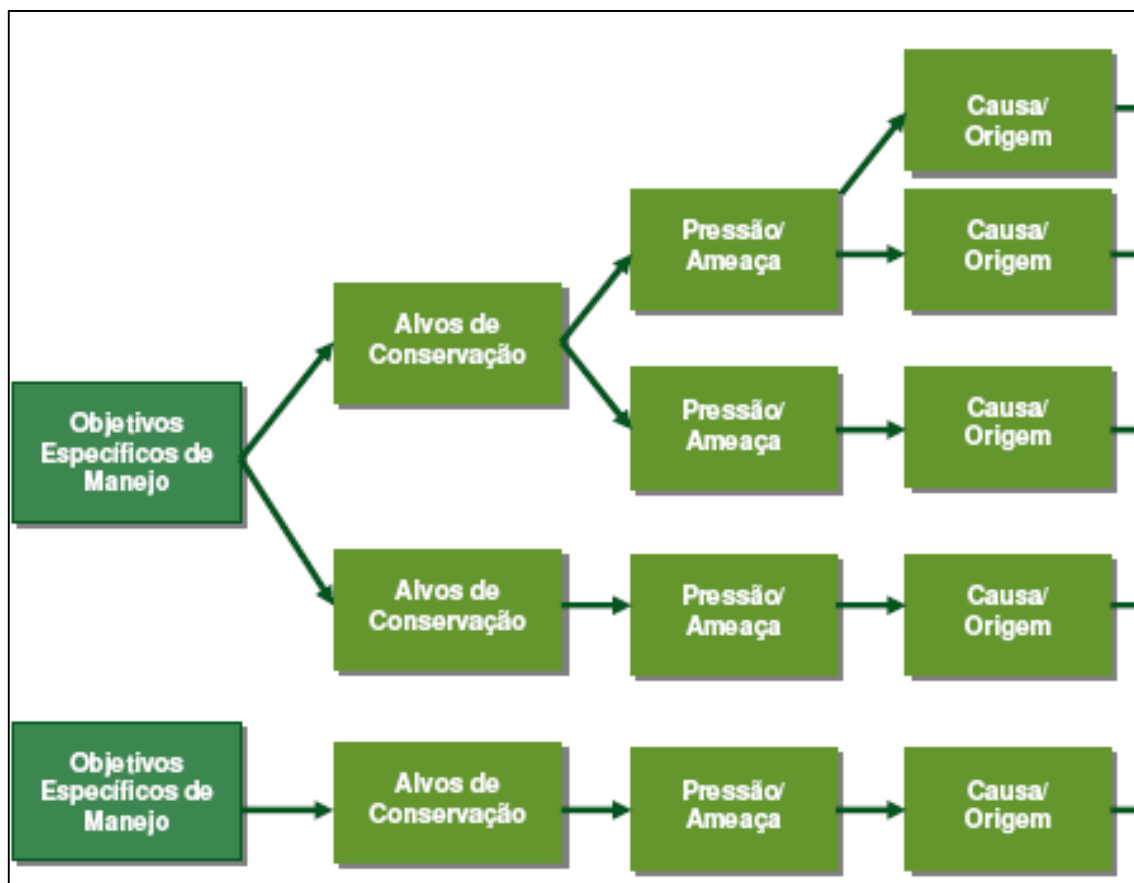 Causa/
Origem
Pressão/
Ameaça
Causa/
Origem
Alvos de
Conservação
Pressão/
Ameaça
Causa/
Origem
Objetivos
Específicos de
Manejo
Alvos de
Conservação
Pressão/
Ameaça
Causa/
Origem
Objetivos
Específicos de
Manejo
Alvos de
Conservação
Pressão/
Ameaça
Causa/
Origem